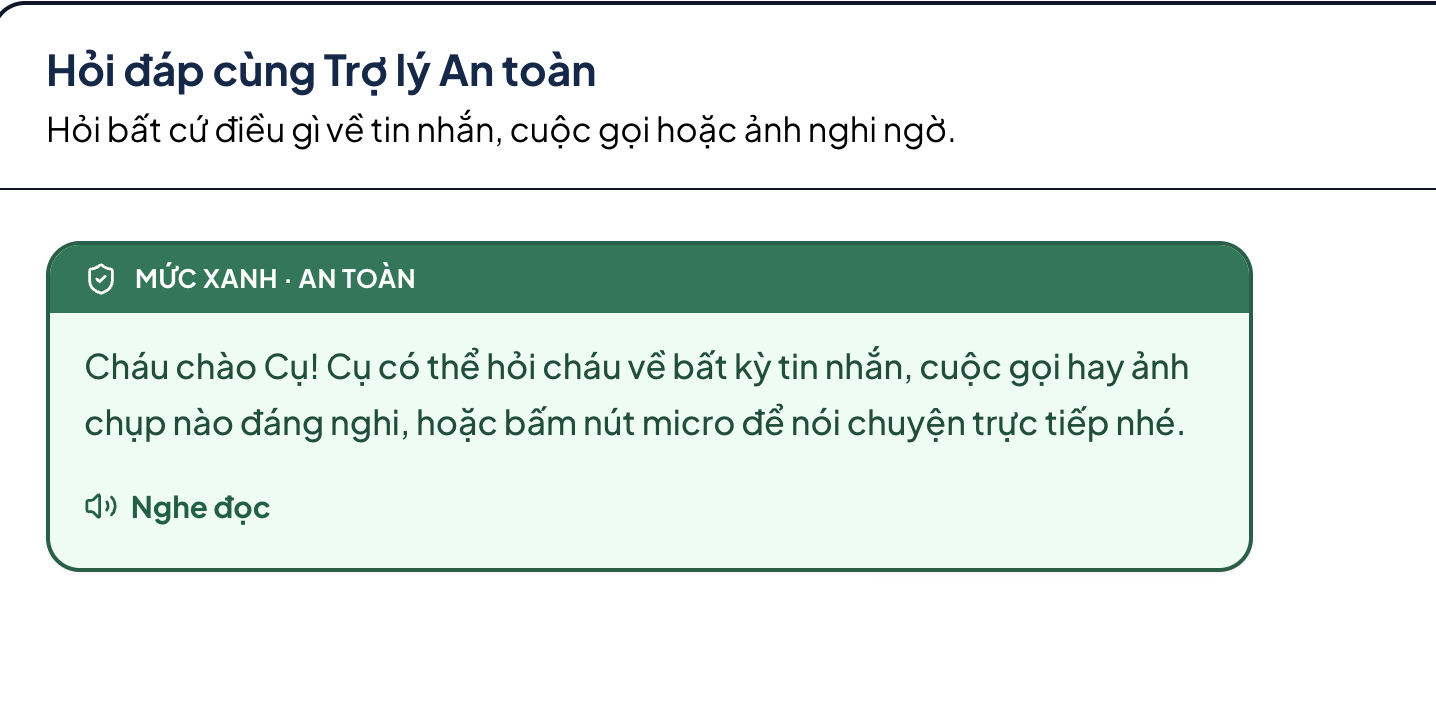 Hỏi đáp cùng Trợ lý An toàn
Hỏi bất cứ điều gì về tin nhắn, cuộc gọi hoặc ảnh nghi ngờ.
MỨC XANH · AN TOÀN
Cháu chào Cụ! Cụ có thể hỏi cháu về bất kỳ tin nhắn, cuộc gọi hay ảnh
chụp nào đáng nghi, hoặc bấm nút micro để nói chuyện trực tiếp nhé.
Nghe đọc